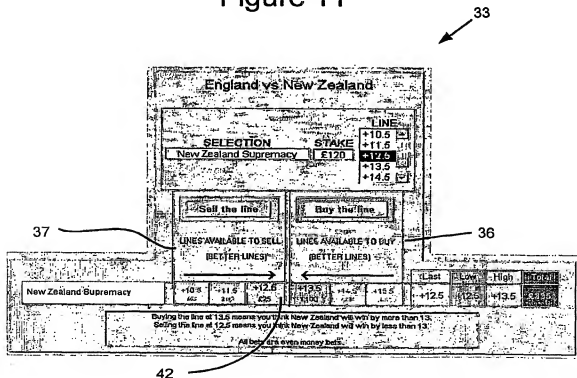 Figure 11
33
England vs New Zealand
LINE
SELECTION STAKE
New Zealand Supremacy £120
+10.5
+11.5
+12.5
+13.5
+14.5
Sell the line Buy the line
37
36
LINES AVAILABLE TO SELL LINES AVAILABLE TO BUY
(BETTER LINES) (BETTER LINES)
Last Low High Total
New Zealand Supremacy +10.5 +11.5 +12.5 +13.5 +14.5 +15.5 +12.5 +12.5 +13.5
£25
Buying the line at 13.5 means you think New Zealand will win by more than 13.
Selling the line at 12.5 means you think New Zealand will win by less than 13.
All bets are even money bets.
42